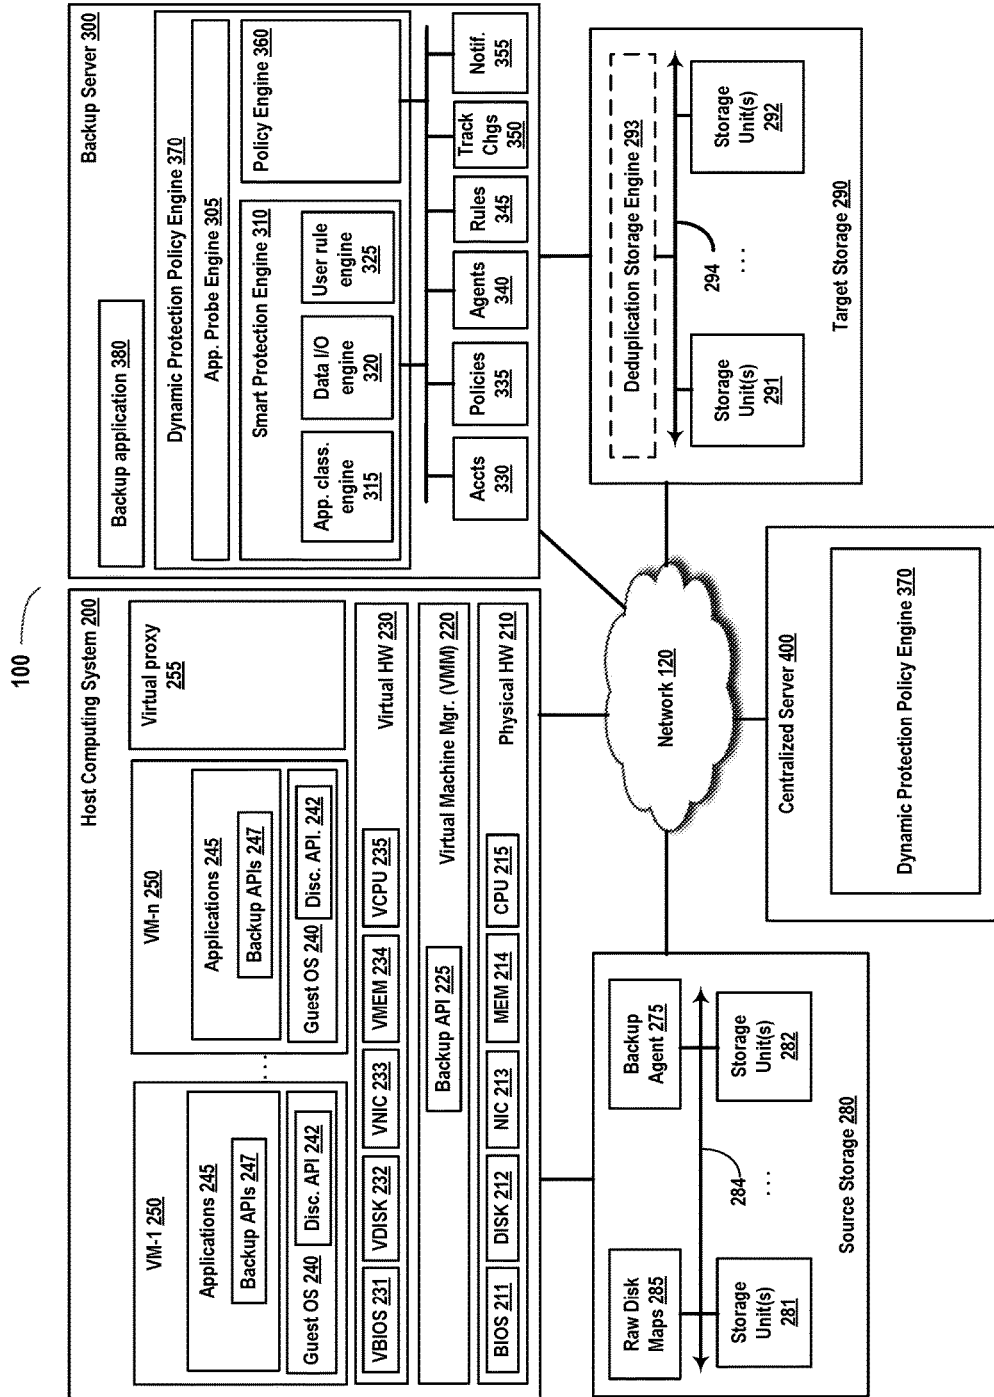 100
Host Computing System 200
VM-1 250
Applications 245
Backup APIs 247
Guest OS 240
Disc. API 242
...
VM-n 250
Applications 245
Backup APIs 247
Guest OS 240
Disc. API. 242
Virtual proxy
255
VBIOS 231
VDISK 232
VNIC 233
VMEM 234
VCPU 235
Virtual HW 230
Backup API 225
Virtual Machine Mgr. (VMM) 220
BIOS 211
DISK 212
NIC 213
MEM 214
CPU 215
Physical HW 210
Backup Server 300
Backup application 380
Dynamic Protection Policy Engine 370
App. Probe Engine 305
Smart Protection Engine 310
App. class.
engine
315
Data I/O
engine
320
User rule
engine
325
Policy Engine 360
Accts
330
Policies
335
Agents
340
Rules
345
Track
Chgs
350
Notif.
355
Network 120
Raw Disk
Maps 285
Backup
Agent 275
284
Storage
Unit(s)
281
...
Storage
Unit(s)
282
Source Storage 280
Centralized Server 400
Dynamic Protection Policy Engine 370
Deduplication Storage Engine 293
294
Storage
Unit(s)
291
...
Storage
Unit(s)
292
Target Storage 290